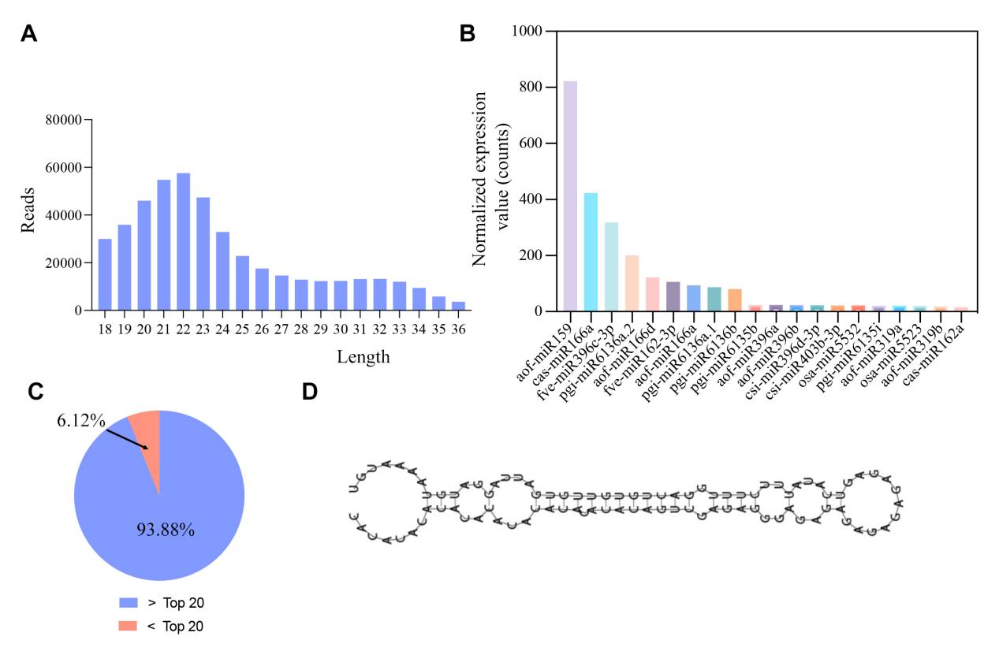 A
B
80000
60000
40000
20000
0
Reads
18 19 20 21 22 23 24 25 26 27 28 29 30 31 32 33 34 35 36
Length
1000
800
600
400
200
0
Normalized expression
value (counts)
aof-miR159
cas-miR166a
fve-miR396c-3p
pgi-miR6136a.2
aof-miR166d
fve-miR162-3p
aof-miR166a
pgi-miR6136a.1
pgi-miR6136b
pgi-miR6135b
aof-miR396a
aof-miR396b
csi-miR396d-3p
csi-miR403b-3p
osa-miR5532
pgi-miR6135i
aof-miR319a
osa-miR5523
aof-miR319b
cas-miR162a
C
6.12%
93.88%
> Top 20
< Top 20
D